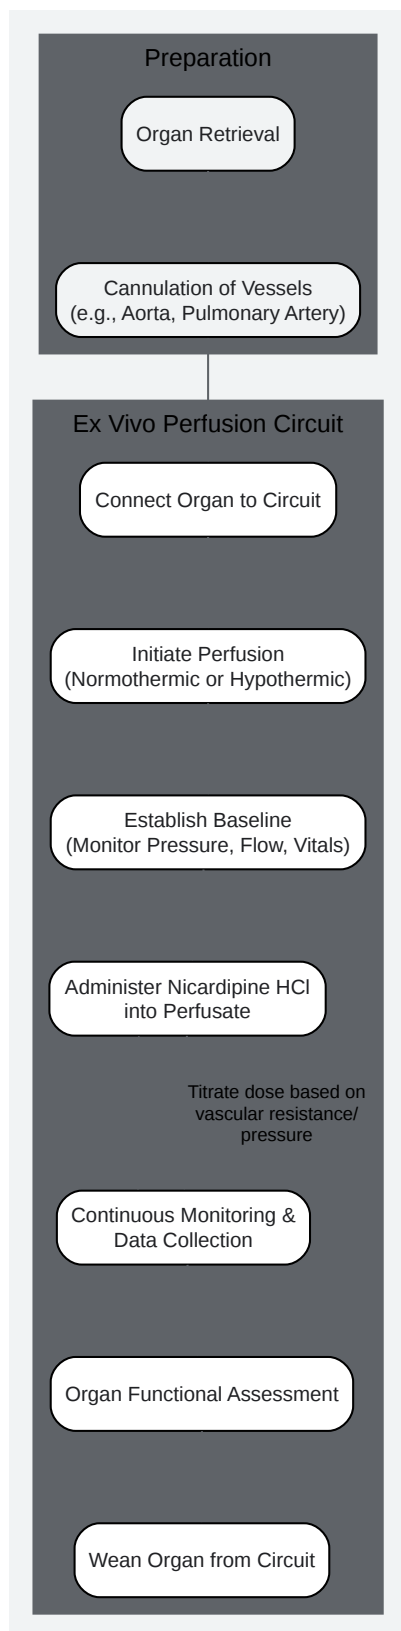 Preparation
Organ Retrieval
Cannulation of Vessels
(e.g., Aorta, Pulmonary Artery)
Ex Vivo Perfusion Circuit
Connect Organ to Circuit
Initiate Perfusion
(Normothermic or Hypothermic)
Establish Baseline
(Monitor Pressure, Flow, Vitals)
Administer Nicardipine HCl
into Perfusate
Titrate dose based on
vascular resistance/
pressure
Continuous Monitoring &
Data Collection
Organ Functional Assessment
Wean Organ from Circuit